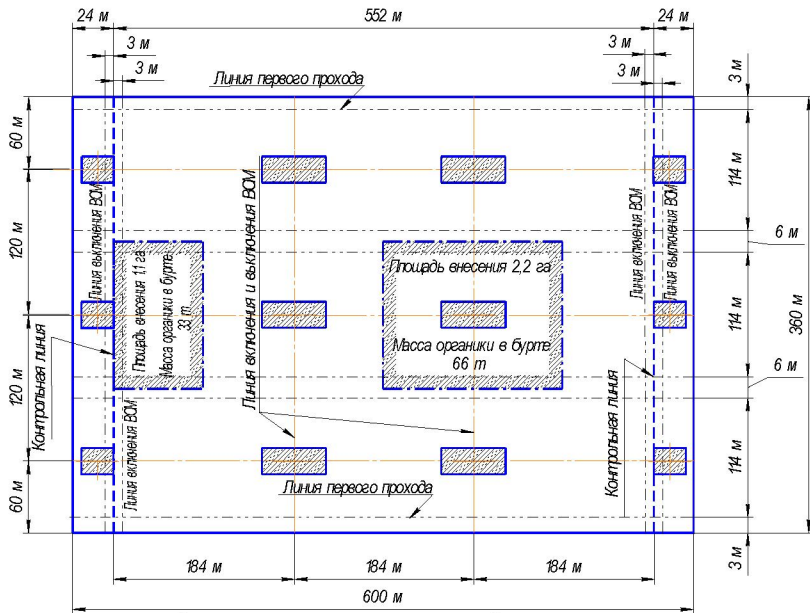 24 м
552 м
24 м
3 м
3 м
3 м
3 м
3 м
Линия первого прохода
60 м
120 м
120 м
60 м
Линия выключения ВОМ
Контрольная линия
Линия включения ВОМ
Площадь внесения 1,1 га
Масса органики в бурте
33 т
Линия включения и выключения ВОМ
Площадь внесения 2,2 га
Масса органики в бурте
66 т
Линия включения ВОМ
Линия выключения ВОМ
Контрольная линия
114 м
6 м
114 м
6 м
114 м
360 м
Линия первого прохода
3 м
184 м
184 м
184 м
600 м